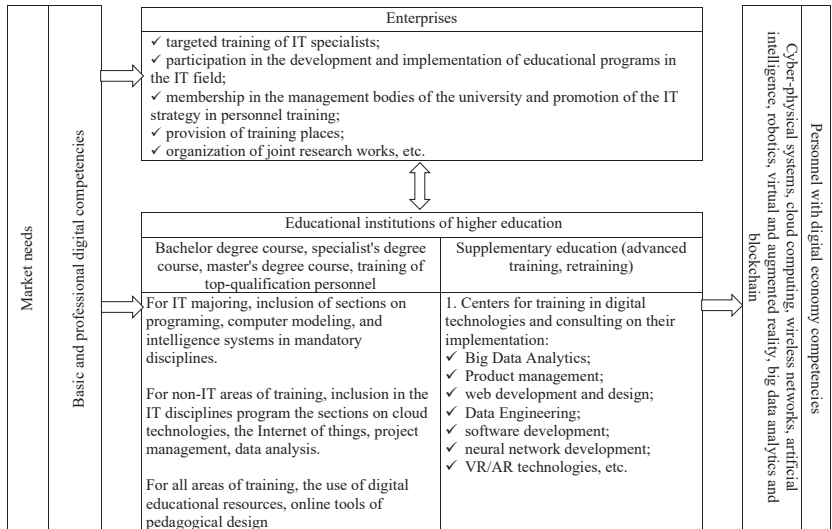 Market needs
Basic and professional digital competencies
Enterprises
✓ targeted training of IT specialists;
✓ participation in the development and implementation of educational programs in
the IT field;
✓ membership in the management bodies of the university and promotion of the IT
strategy in personnel training;
✓ provision of training places;
✓ organization of joint research works, etc.
Educational institutions of higher education
Bachelor degree course, specialist's degree
course, master's degree course, training of
top-qualification personnel
For IT majoring, inclusion of sections on
programing, computer modeling, and
intelligence systems in mandatory
disciplines.
For non-IT areas of training, inclusion in the
IT disciplines program the sections on cloud
technologies, the Internet of things, project
management, data analysis.
For all areas of training, the use of digital
educational resources, online tools of
pedagogical design
Supplementary education (advanced
training, retraining)
1. Centers for training in digital
technologies and consulting on their
implementation:
✓ Big Data Analytics;
✓ Product management;
✓ web development and design;
✓ Data Engineering;
✓ software development;
✓ neural network development;
✓ VR/AR technologies, etc.
Personnel with digital economy competencies
Cyber-physical systems, cloud computing, wireless networks, artificial
intelligence, robotics, virtual and augmented reality, big data analytics and
blockchain